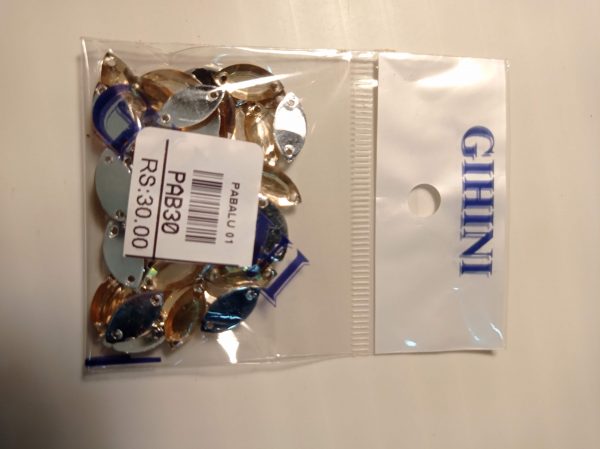 GIHINI
PABALU 01
PAB30
RS:30.00